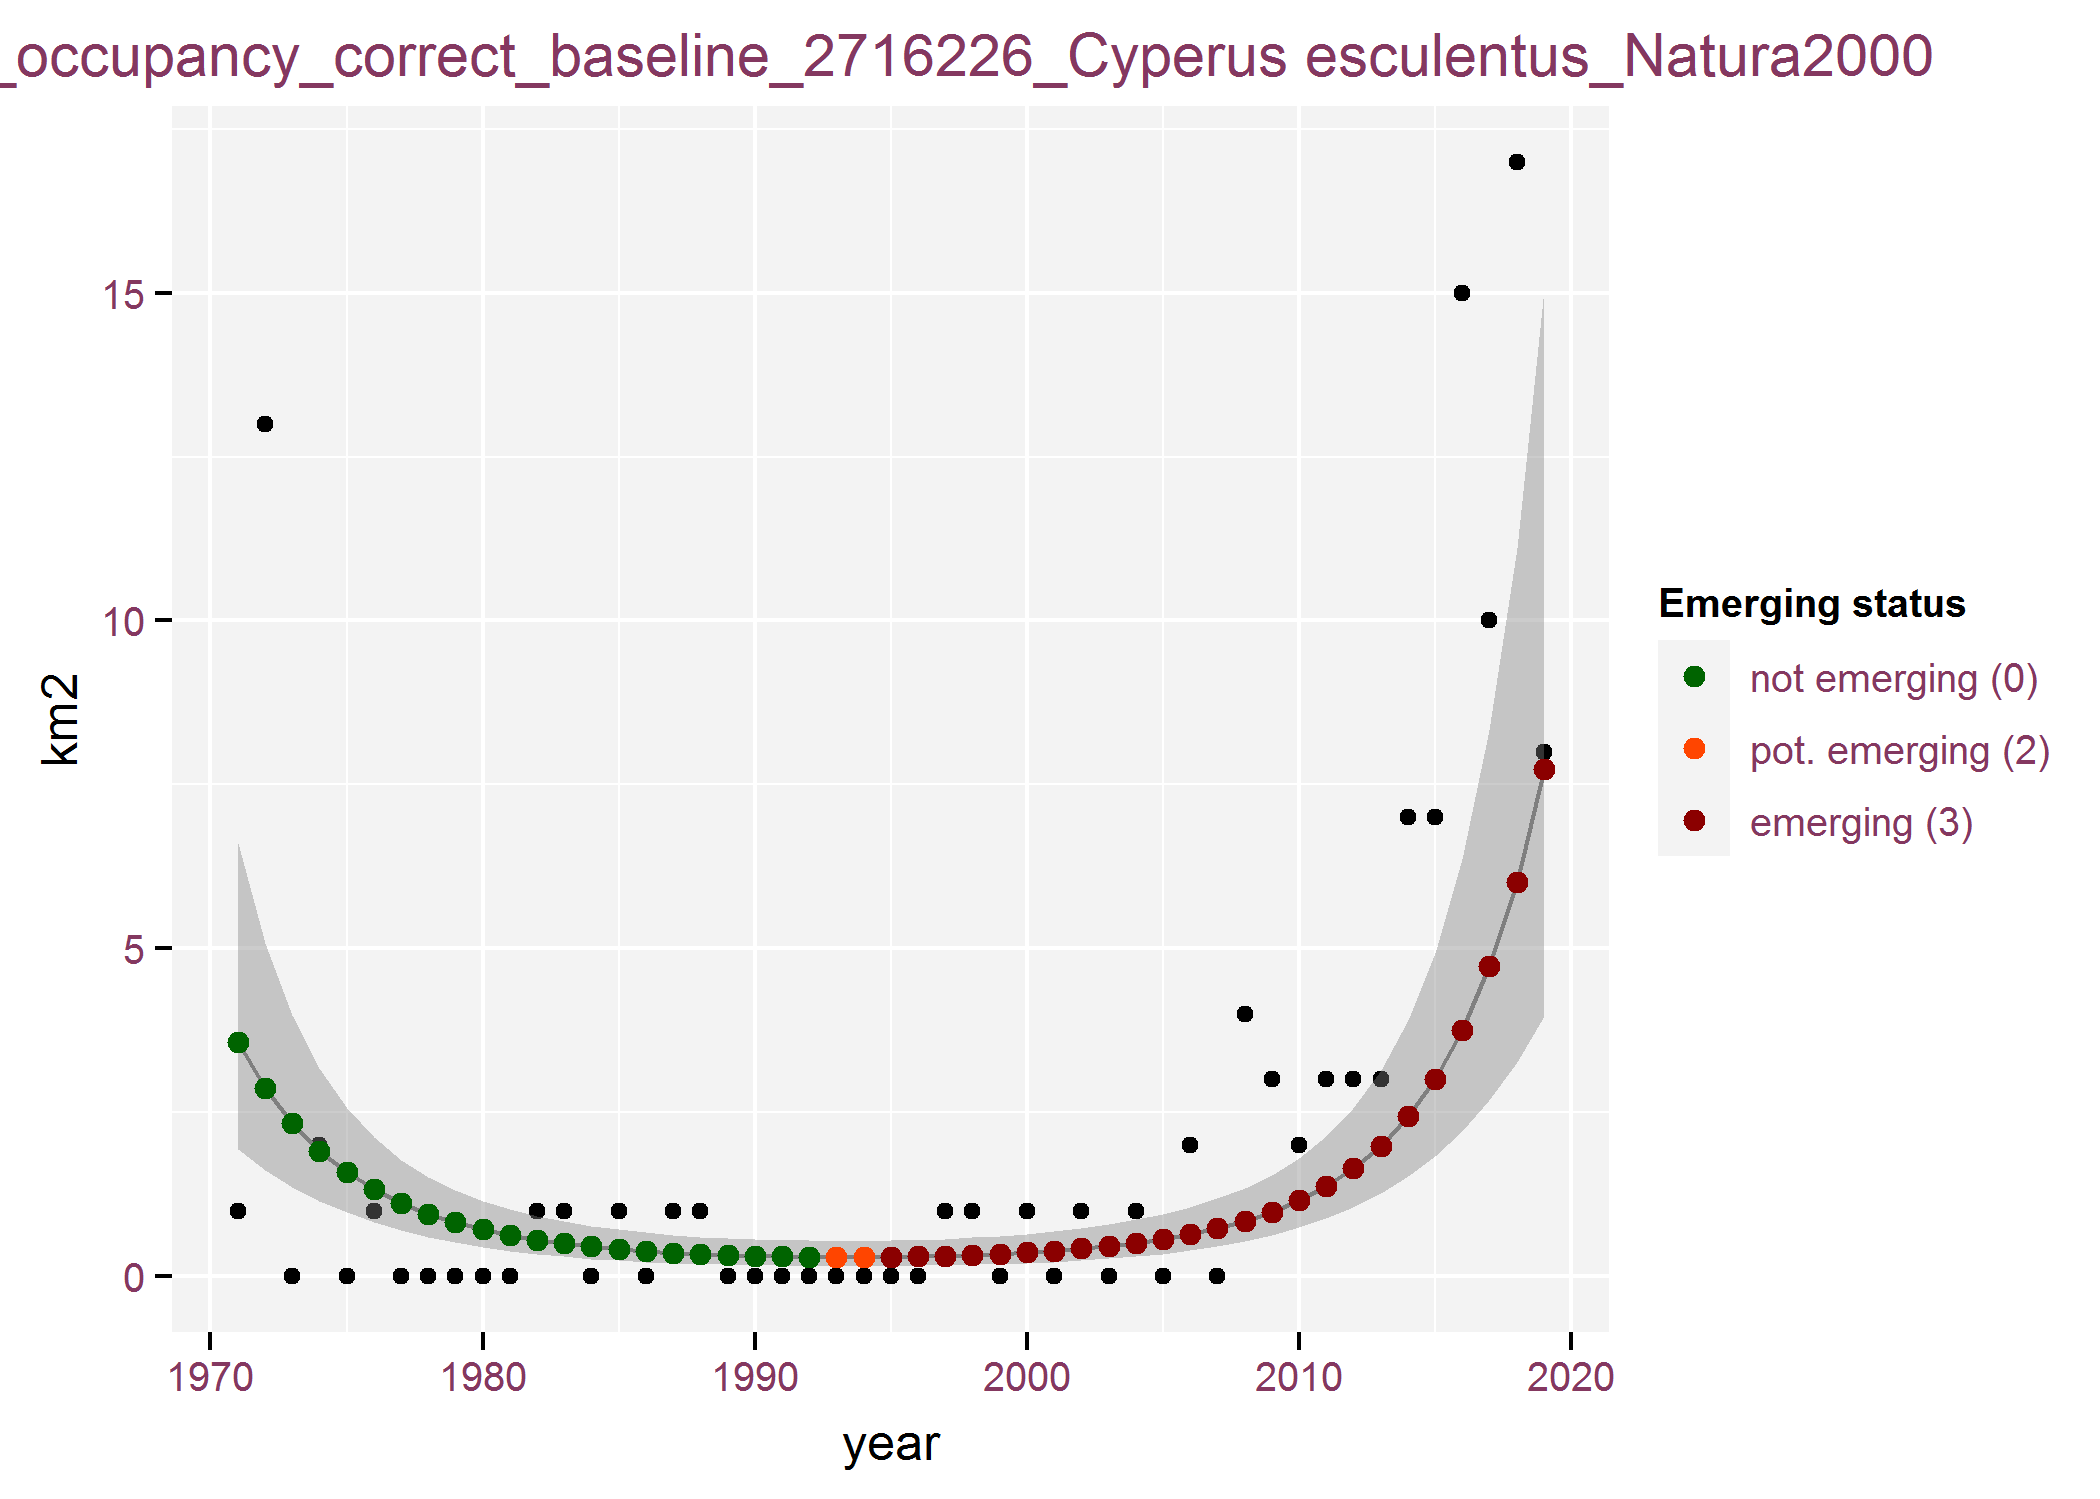 _occupancy_correct_baseline_2716226_Cyperus esculentus_Natura2000
15
10
5
0
km2
1970 1980 1990 2000 2010 2020
year
Emerging status
not emerging (0)
pot. emerging (2)
emerging (3)